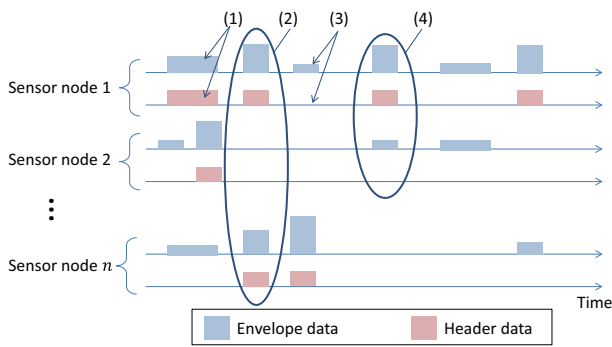 (1) (2) (3) (4)
Sensor node 1
Sensor node 2
⋮
Sensor node n
Time
Envelope data Header data